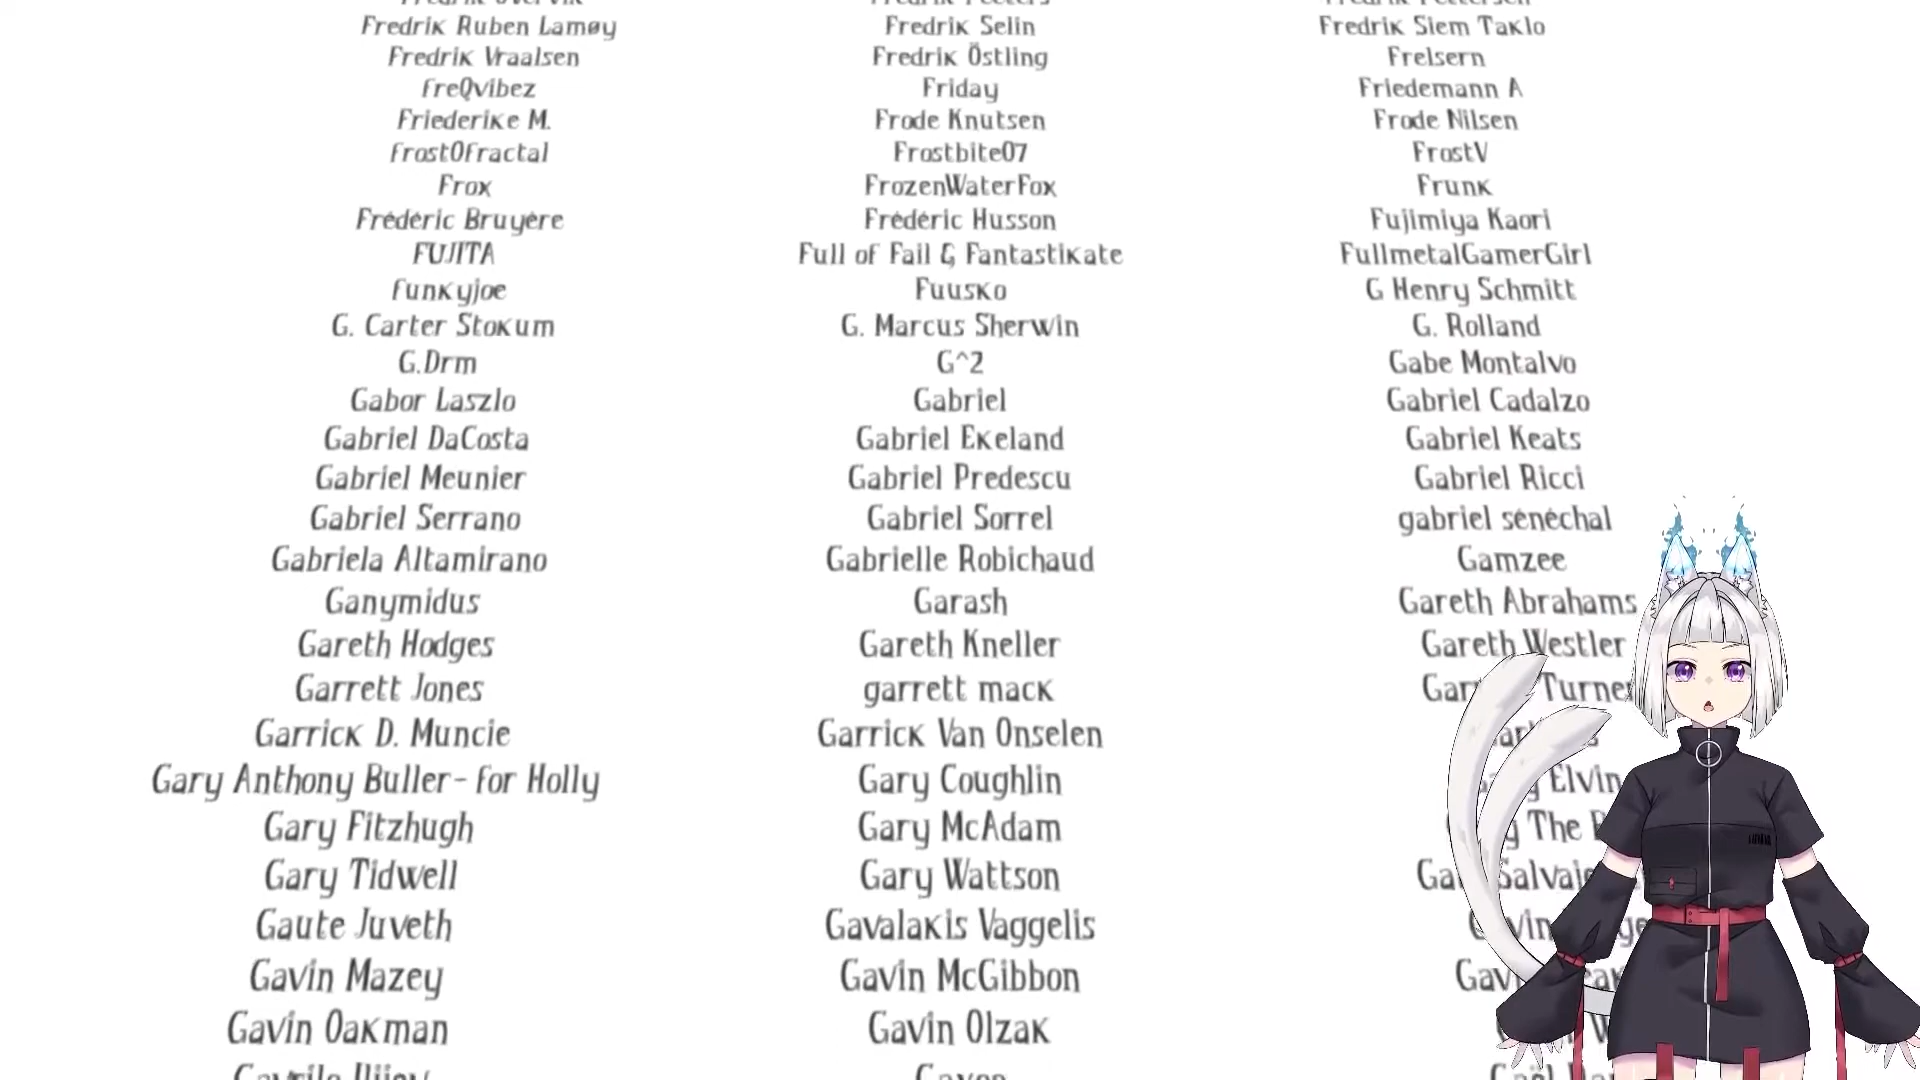 Fredrik Ruben Lamøy Fredrik Selin Fredrik Siem Taklo
Fredrik Vraalsen Fredrik Östling Frelsern
freQvibez Friday Friedemann A
Friederike M. Frode Knutsen Frode Nilsen
frost0fractal Frostbite07 FrostV
Frox FrozenWaterFox Frunk
Frédéric Bruyère Frédéric Husson Fujimiya Kaori
FUJITA Full of Fail & Fantastikate FullmetalGamerGirl
funkyjoe Fuusko G Henry Schmitt
G. Carter Stokum G. Marcus Sherwin G. Rolland
G.Drm G^2 Gabe Montalvo
Gabor Laszlo Gabriel Gabriel Cadalzo
Gabriel DaCosta Gabriel Ekeland Gabriel Keats
Gabriel Meunier Gabriel Predescu Gabriel Ricci
Gabriel Serrano Gabriel Sorrel gabriel sénéchal
Gabriela Altamirano Gabrielle Robichaud Gamzee
Ganymidus Garash Gareth Abrahams
Gareth Hodges Gareth Kneller Gareth Westler
Garrett Jones garrett mack
Garrick D. Muncie Garrick Van Onselen
Gary Anthony Buller- for Holly Gary Coughlin Elvin
Gary Fitzhugh Gary McAdam The
Gary Tidwell Gary Wattson
Gaute Juveth Gavalakis Vaggelis
Gavin Mazey Gavin McGibbon
Gavin Oakman Gavin Olzak